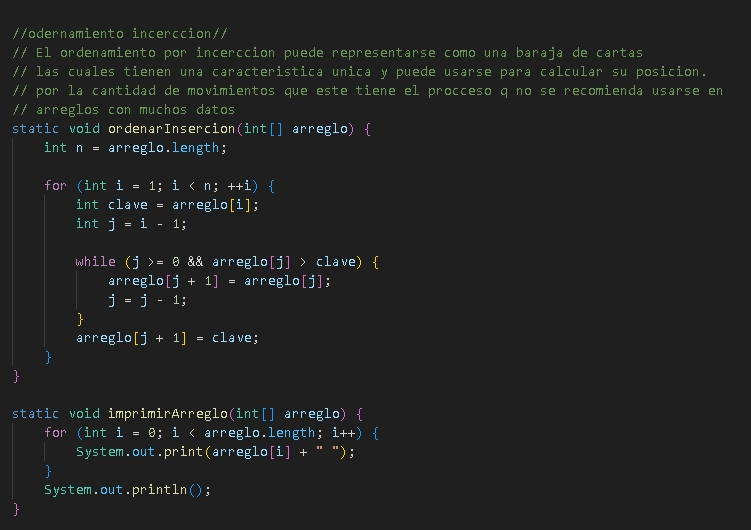 //odernamiento incerccion//
// El ordenamiento por incerccion puede representarse como una baraja de cartas
// las cuales tienen una caracteristica unica y puede usarse para calcular su posicion.
// por la cantidad de movimientos que este tiene el procceso q no se recomienda usarse en
// arreglos con muchos datos
static void ordenarInsercion(int[] arreglo) {
    int n = arreglo.length;

    for (int i = 1; i < n; ++i) {
        int clave = arreglo[i];
        int j = i - 1;

        while (j >= 0 && arreglo[j] > clave) {
            arreglo[j + 1] = arreglo[j];
            j = j - 1;
        }
        arreglo[j + 1] = clave;
    }
}

static void imprimirArreglo(int[] arreglo) {
    for (int i = 0; i < arreglo.length; i++) {
        System.out.print(arreglo[i] + " ");
    }
    System.out.println();
}